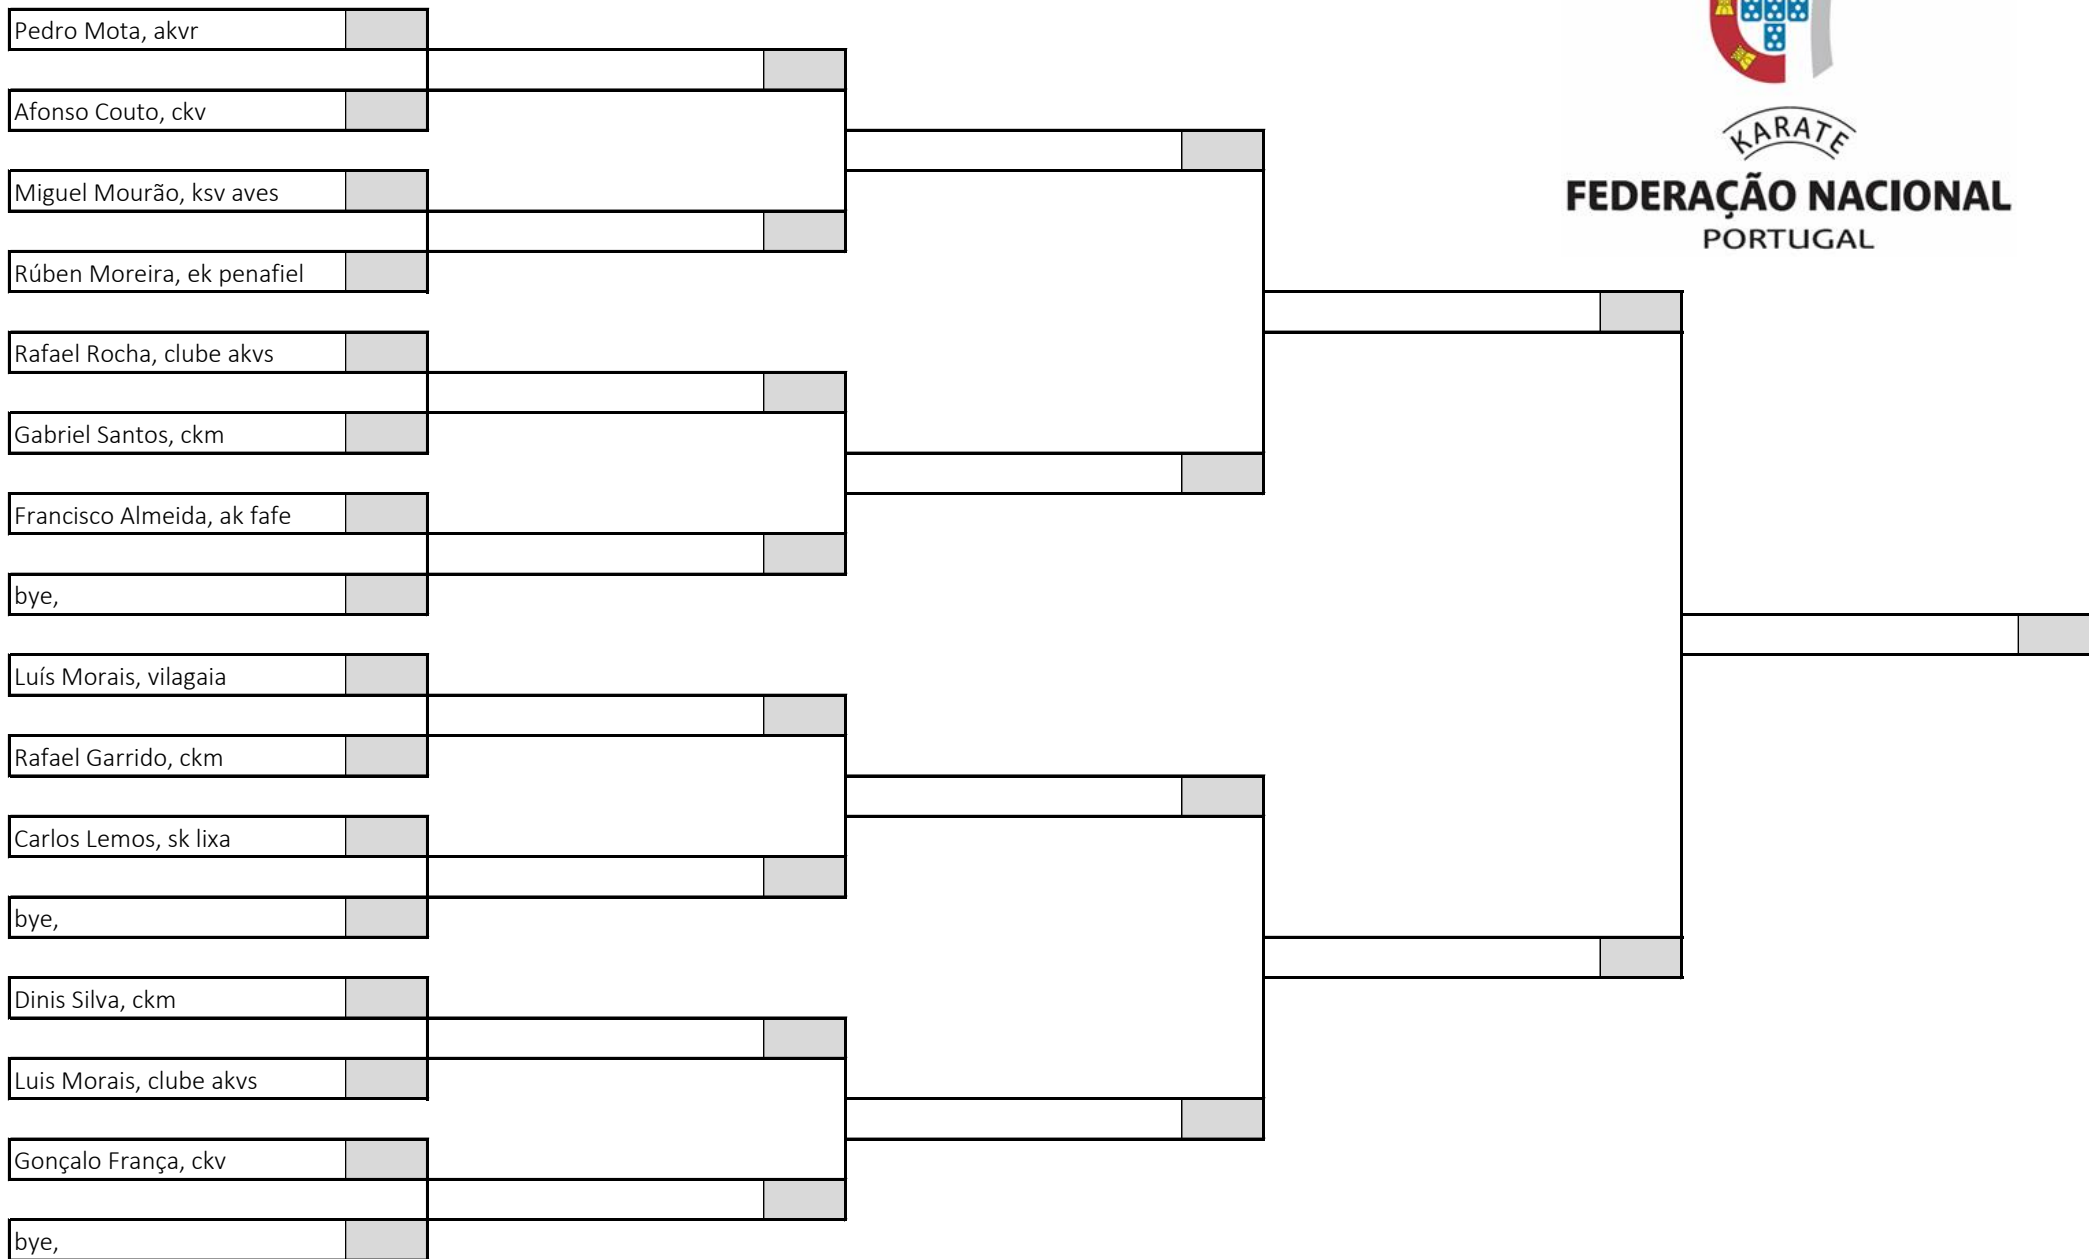 Pedro Mota, akvr
Afonso Couto, ckv
Miguel Mourão, ksv aves
Rúben Moreira, ek penafiel
Rafael Rocha, clube akvs
Gabriel Santos, ckm
Francisco Almeida, ak fafe
bye,
Luís Morais, vilagaia
Rafael Garrido, ckm
Carlos Lemos, sk lixa
bye,
Dinis Silva, ckm
Luis Morais, clube akvs
Gonçalo França, ckv
bye,
KARATE
FEDERAÇÃO NACIONAL
PORTUGAL